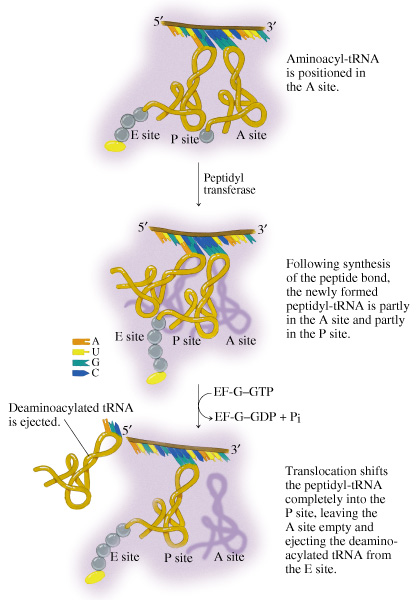 5′ 3′
Aminoacyl-tRNA
is positioned in
the A site.
E site P site A site
Peptidyl
transferase
5′ 3′
Following synthesis
of the peptide bond,
the newly formed
peptidyl-tRNA is partly
in the A site and partly
in the P site.
E site P site A site
A
U
G
C
EF-G–GTP
EF-G–GDP + Pi
Deaminoacylated tRNA
is ejected.
5′ 3′
Translocation shifts
the peptidyl-tRNA
completely into the
P site, leaving the
A site empty and
ejecting the deamino-
acylated tRNA from
the E site.
E site P site A site